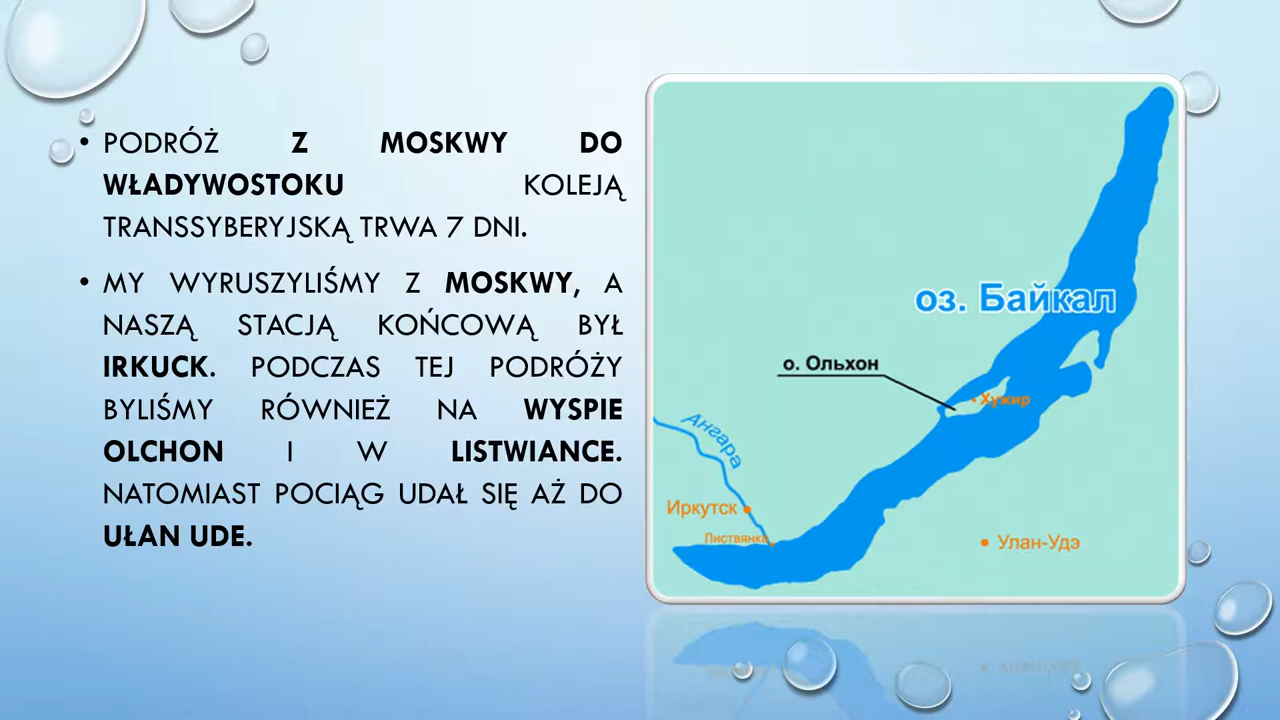 • PODRÓŻ Z MOSKWY DO
WŁADYWOSTOKU KOLEJĄ
TRANSSYBERYJSKĄ TRWA 7 DNI.
• MY WYRUSZYLIŚMY Z MOSKWY, A
NASZĄ STACJĄ KOŃCOWĄ BYŁ
IRKUCK. PODCZAS TEJ PODRÓŻY
BYLIŚMY RÓWNIEŻ NA WYSPIE
OLCHON I W LISTWIANCE.
NATOMIAST POCIĄG UDAŁ SIĘ AŻ DO
UŁAN UDE.
оз. Байкал
о. Ольхон
Хужир
Ангара
Иркутск
Листвянка
Улан-Удэ